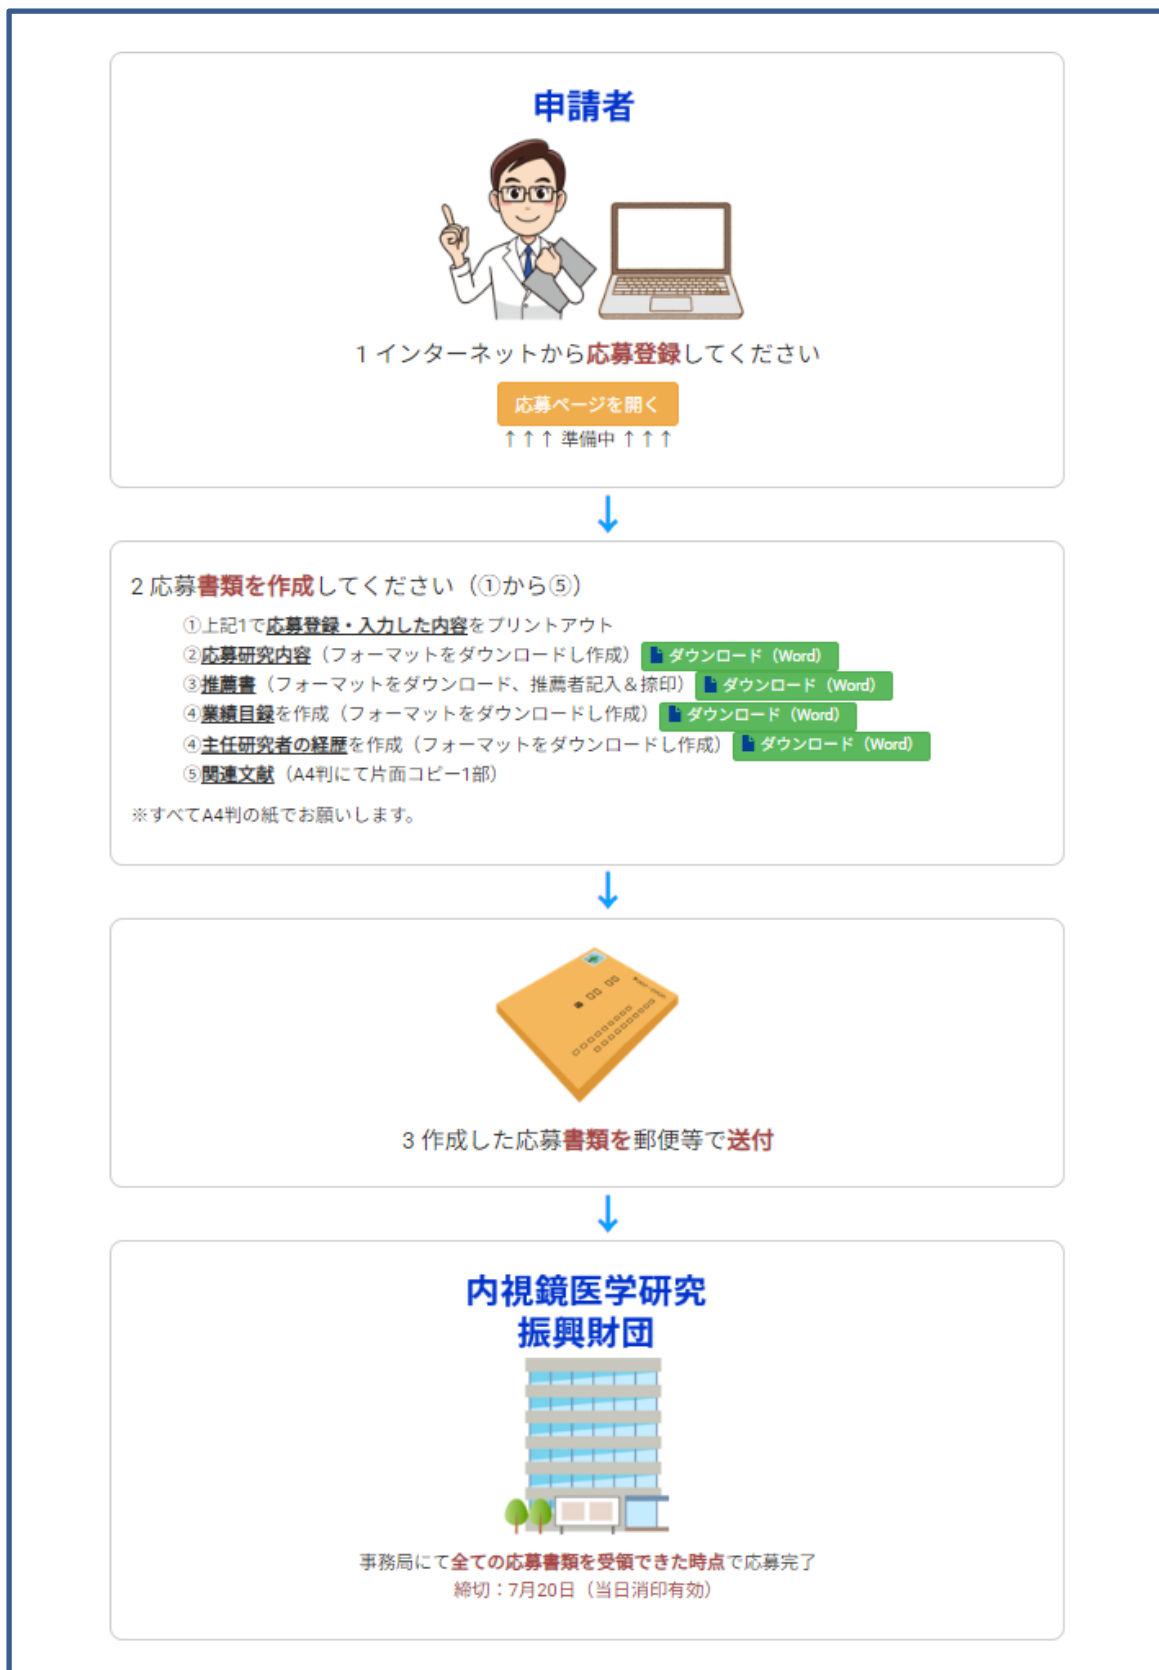 申請者
1 インターネットから応募登録してください
応募ページを開く
↑↑↑ 準備中 ↑↑↑
2 応募書類を作成してください（①から⑤）
①上記1で応募登録・入力した内容をプリントアウト
②応募研究内容（フォーマットをダウンロードし作成） ダウンロード（Word）
③推薦書（フォーマットをダウンロード、推薦者記入＆捺印） ダウンロード（Word）
④業績目録を作成（フォーマットをダウンロードし作成） ダウンロード（Word）
④主任研究者の経歴を作成（フォーマットをダウンロードし作成） ダウンロード（Word）
⑤関連文献（A4判にて片面コピー1部）
※すべてA4判の紙でお願いします。
3 作成した応募書類を郵便等で送付
内視鏡医学研究
振興財団
事務局にて全ての応募書類を受領できた時点で応募完了
締切：7月20日（当日消印有効）